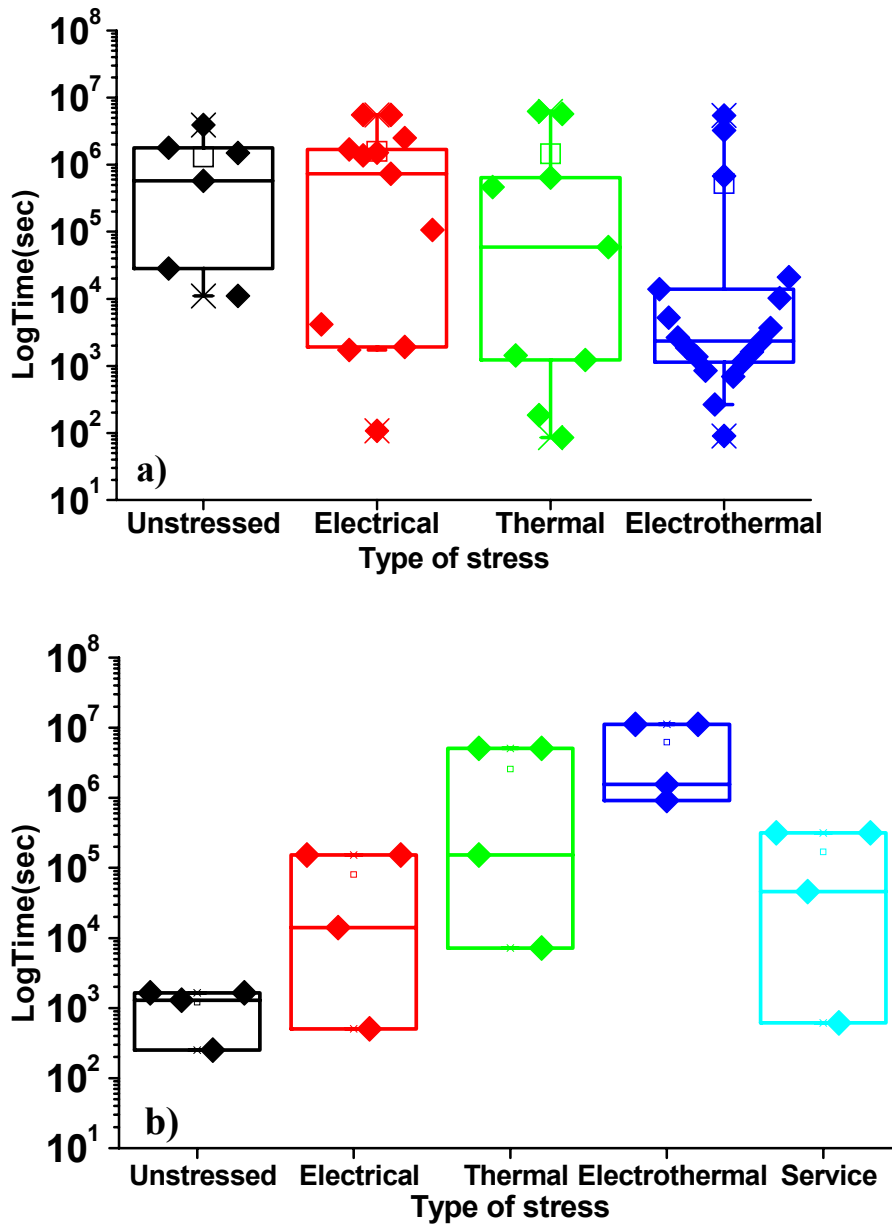 10^8
10^7
10^6
10^5
10^4
10^3
10^2
10^1
LogTime(sec)
a)
Unstressed Electrical Thermal Electrothermal
Type of stress
10^8
10^7
10^6
10^5
10^4
10^3
10^2
10^1
LogTime(sec)
b)
Unstressed Electrical Thermal Electrothermal Service
Type of stress